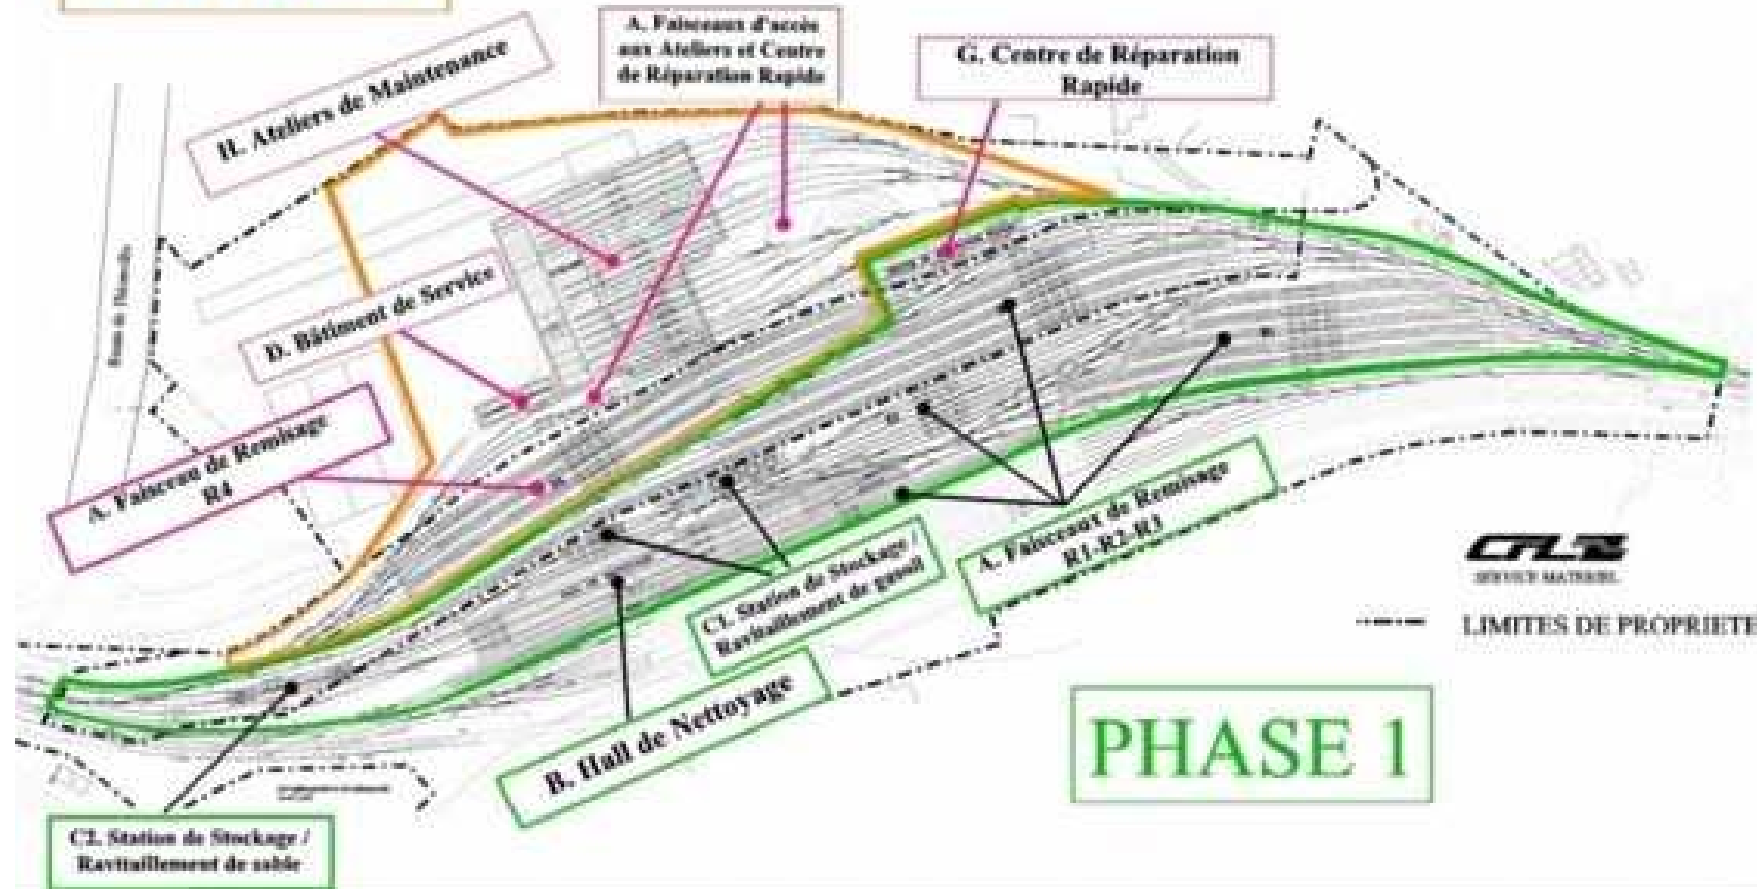 A. Faisceaux d'accès
aux Ateliers et Centre
de Réparation Rapide
G. Centre de Réparation
Rapide
H. Ateliers de Maintenance
D. Bâtiment de Service
A. Faisceau de Remisage
R4
A. Faisceaux de Remisage
R1-R2-R3
C1. Station de Stockage /
Ravitaillement de gasoil
B. Hall de Nettoyage
C2. Station de Stockage /
Ravitaillement de sable
CFL
SERVICE MATERIEL
LIMITES DE PROPRIETE
PHASE 1